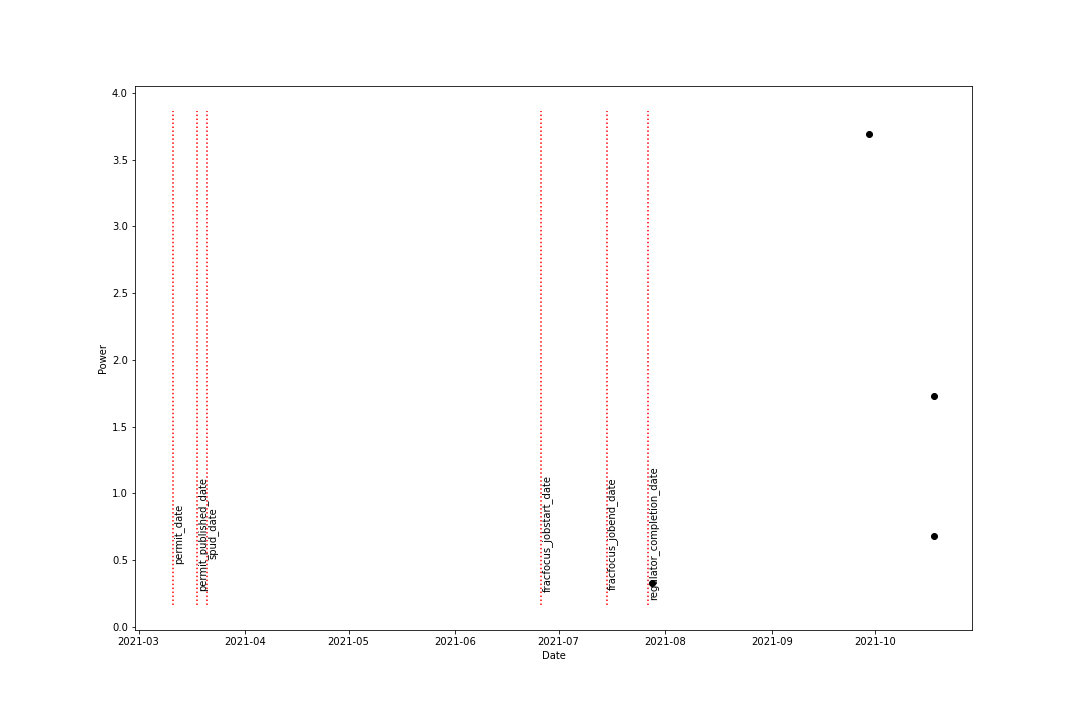 4.0
3.5
3.0
2.5
2.0
1.5
1.0
0.5
0.0
Power
permit_date
permit_published_date
spud_date
fracfocus_jobstart_date
fracfocus_jobend_date
regulator_completion_date
2021-03 2021-04 2021-05 2021-06 2021-07 2021-08 2021-09 2021-10
Date